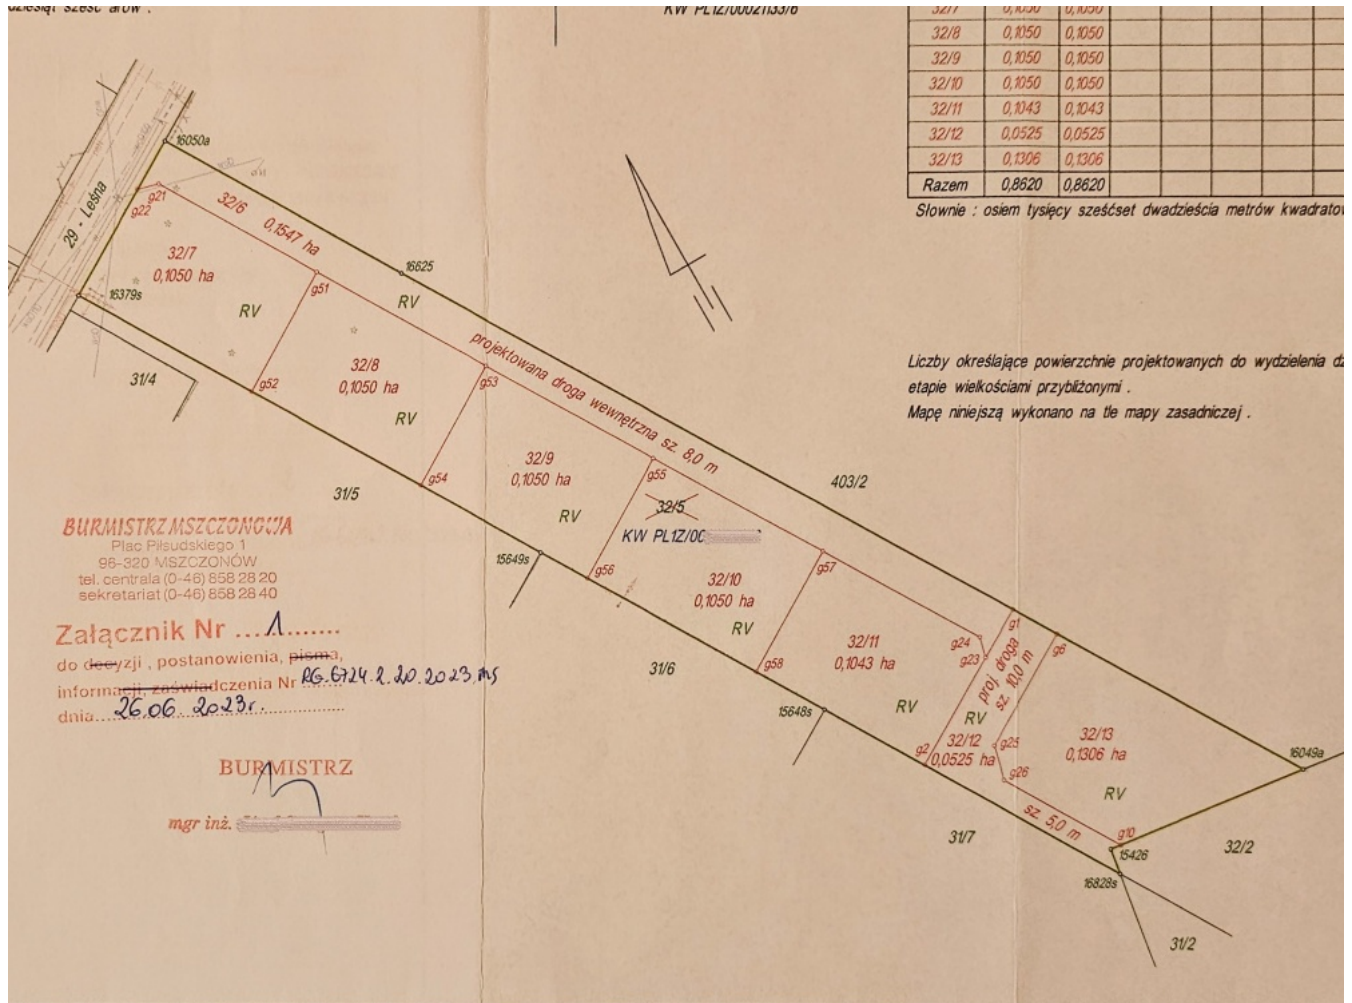 dziesiąt sześć arów .
KW PL1Z/00021133/6
32/7 0,1050 0,1050
32/8 0,1050 0,1050
32/9 0,1050 0,1050
32/10 0,1050 0,1050
32/11 0,1043 0,1043
32/12 0,0525 0,0525
32/13 0,1306 0,1306
Razem 0,8620 0,8620
Słownie : osiem tysięcy sześćset dwadzieścia metrów kwadratow
Liczby określające powierzchnie projektowanych do wydzielenia dz
etapie wielkościami przybliżonymi .
Mapę niniejszą wykonano na tle mapy zasadniczej .
29 - Leśna
16050a
g21
g22
32/6
0,1547 ha
16625
32/7
0,1050 ha
16379s
g51
RV
RV
31/4
g52
32/8
0,1050 ha
g53
RV
projektowana droga wewnętrzna sz. 8,0 m
403/2
31/5
g54
32/9
0,1050 ha
g55
RV
32/5
KW PL1Z/00
15649s
g56
g57
32/10
0,1050 ha
RV
31/6
g58
32/11
0,1043 ha
g24
g23
g1
g6
proj. droga
sz. 10,0 m
RV
RV
15648s
g2
32/12
0,0525 ha
g25
g26
32/13
0,1306 ha
16049a
RV
sz. 5,0 m
g10
15426
31/7
32/2
16828s
31/2
BURMISTRZ MSZCZONOWA
Plac Piłsudskiego 1
96-320 MSZCZONÓW
tel. centrala (0-46) 858 28 20
sekretariat (0-46) 858 28 40
Załącznik Nr ....1........
do decyzji , postanowienia, pisma,
informacji, zaświadczenia Nr RG.6724.2.20.2023.MS
dnia 26.06.2023r.
BURMISTRZ
mgr inż.